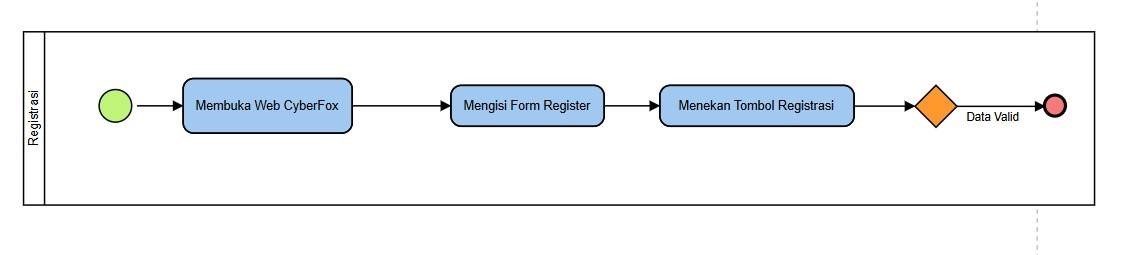 Registrasi
Membuka Web CyberFox
Mengisi Form Register
Menekan Tombol Registrasi
Data Valid